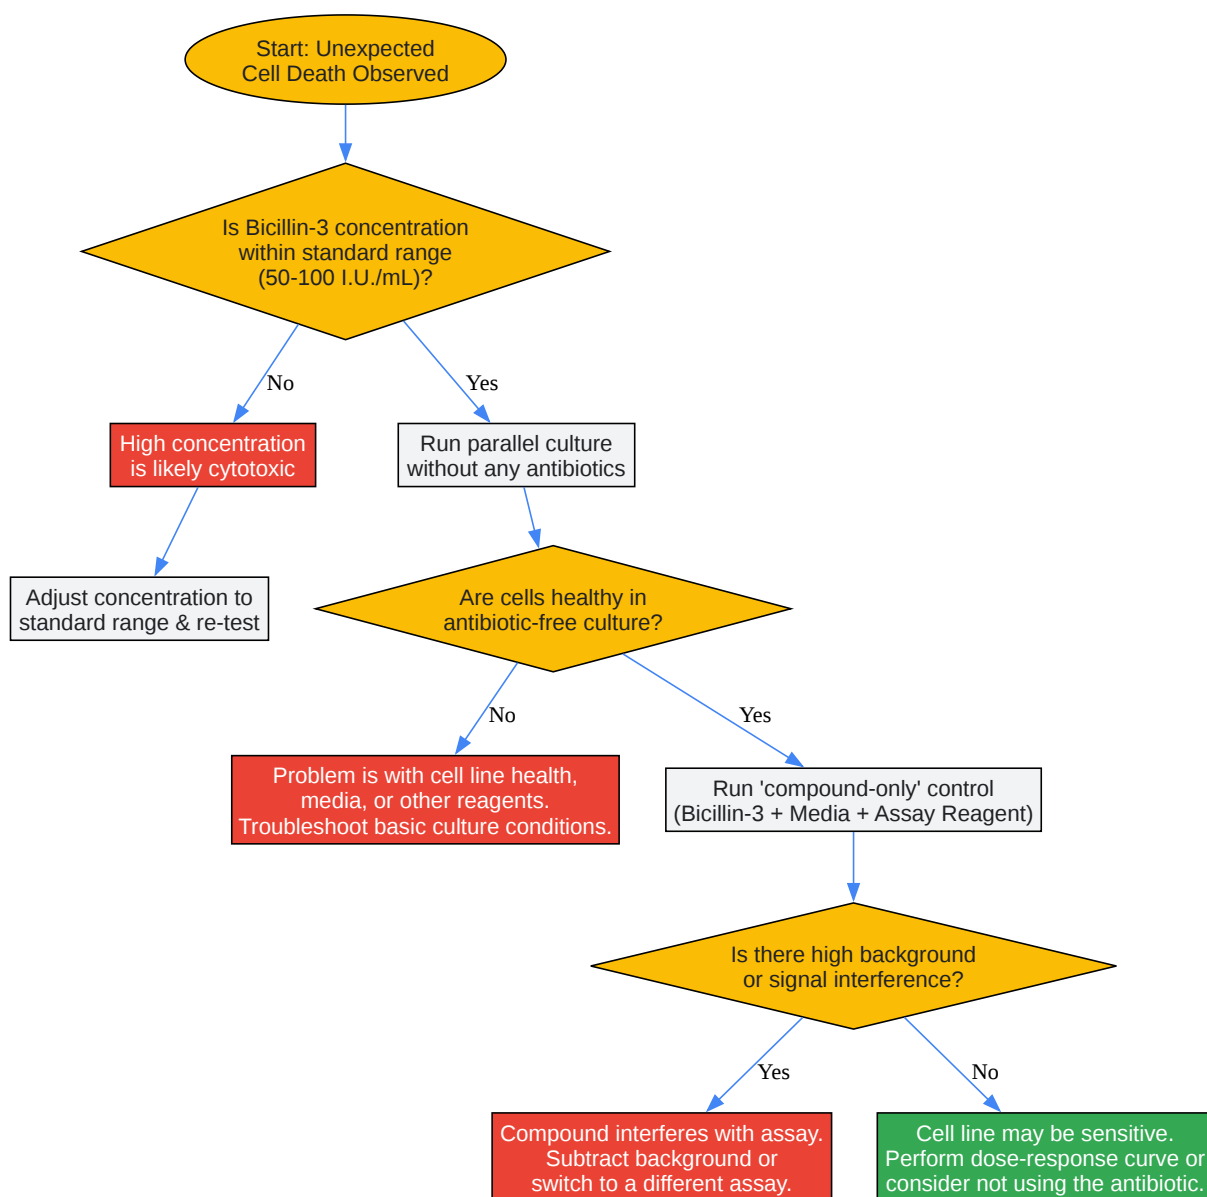 Start: Unexpected
Cell Death Observed
Is Bicillin-3 concentration
within standard range
(50-100 I.U./mL)?
No
Yes
High concentration
is likely cytotoxic
Run parallel culture
without any antibiotics
Adjust concentration to
standard range & re-test
Are cells healthy in
antibiotic-free culture?
No
Yes
Problem is with cell line health,
media, or other reagents.
Troubleshoot basic culture conditions.
Run 'compound-only' control
(Bicillin-3 + Media + Assay Reagent)
Is there high background
or signal interference?
Yes
No
Compound interferes with assay.
Subtract background or
switch to a different assay.
Cell line may be sensitive.
Perform dose-response curve or
consider not using the antibiotic.